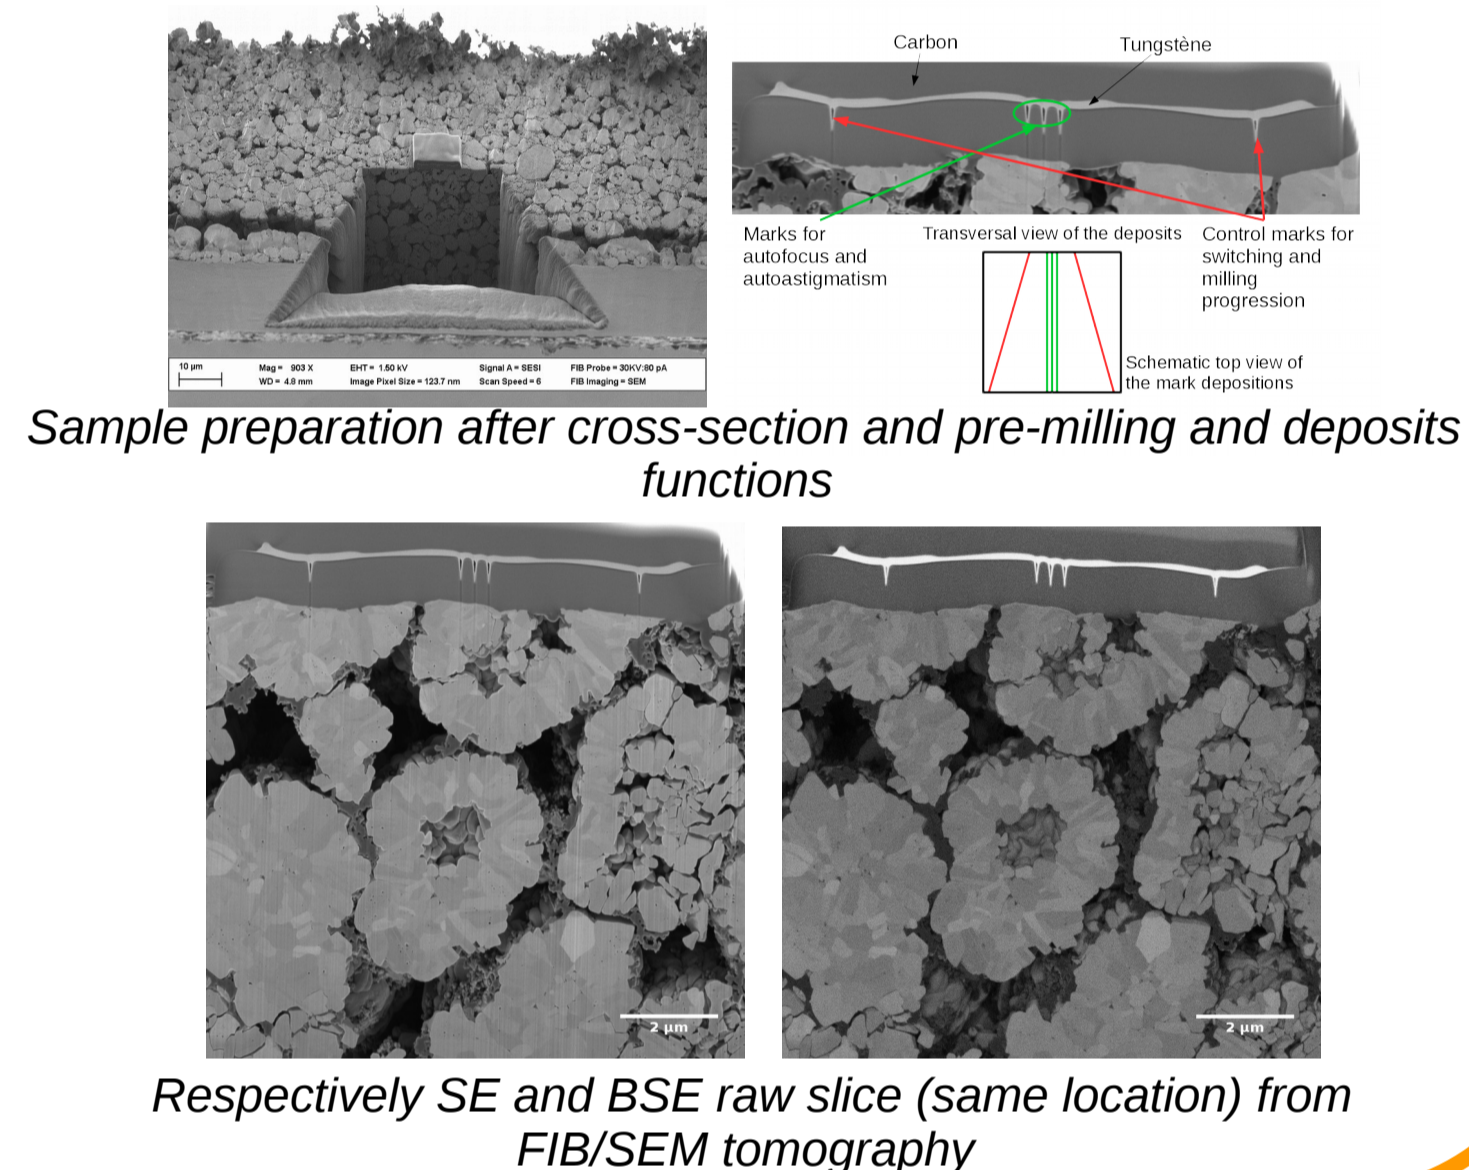 Carbon
Tungstène
Marks for
autofocus and
autoastigmatism
Transversal view of the deposits
Control marks for
switching and
milling
progression
Schematic top view of
the mark depositions
10 µm
Mag = 903 X
EHT = 1.50 kV
Signal A = SESI
FIB Probe = 30KV:80 pA
WD = 4.8 mm
Image Pixel Size = 123.7 nm
Scan Speed = 6
FIB Imaging = SEM
Sample preparation after cross-section and pre-milling and deposits
functions
2 µm
2 µm
Respectively SE and BSE raw slice (same location) from
FIB/SEM tomography